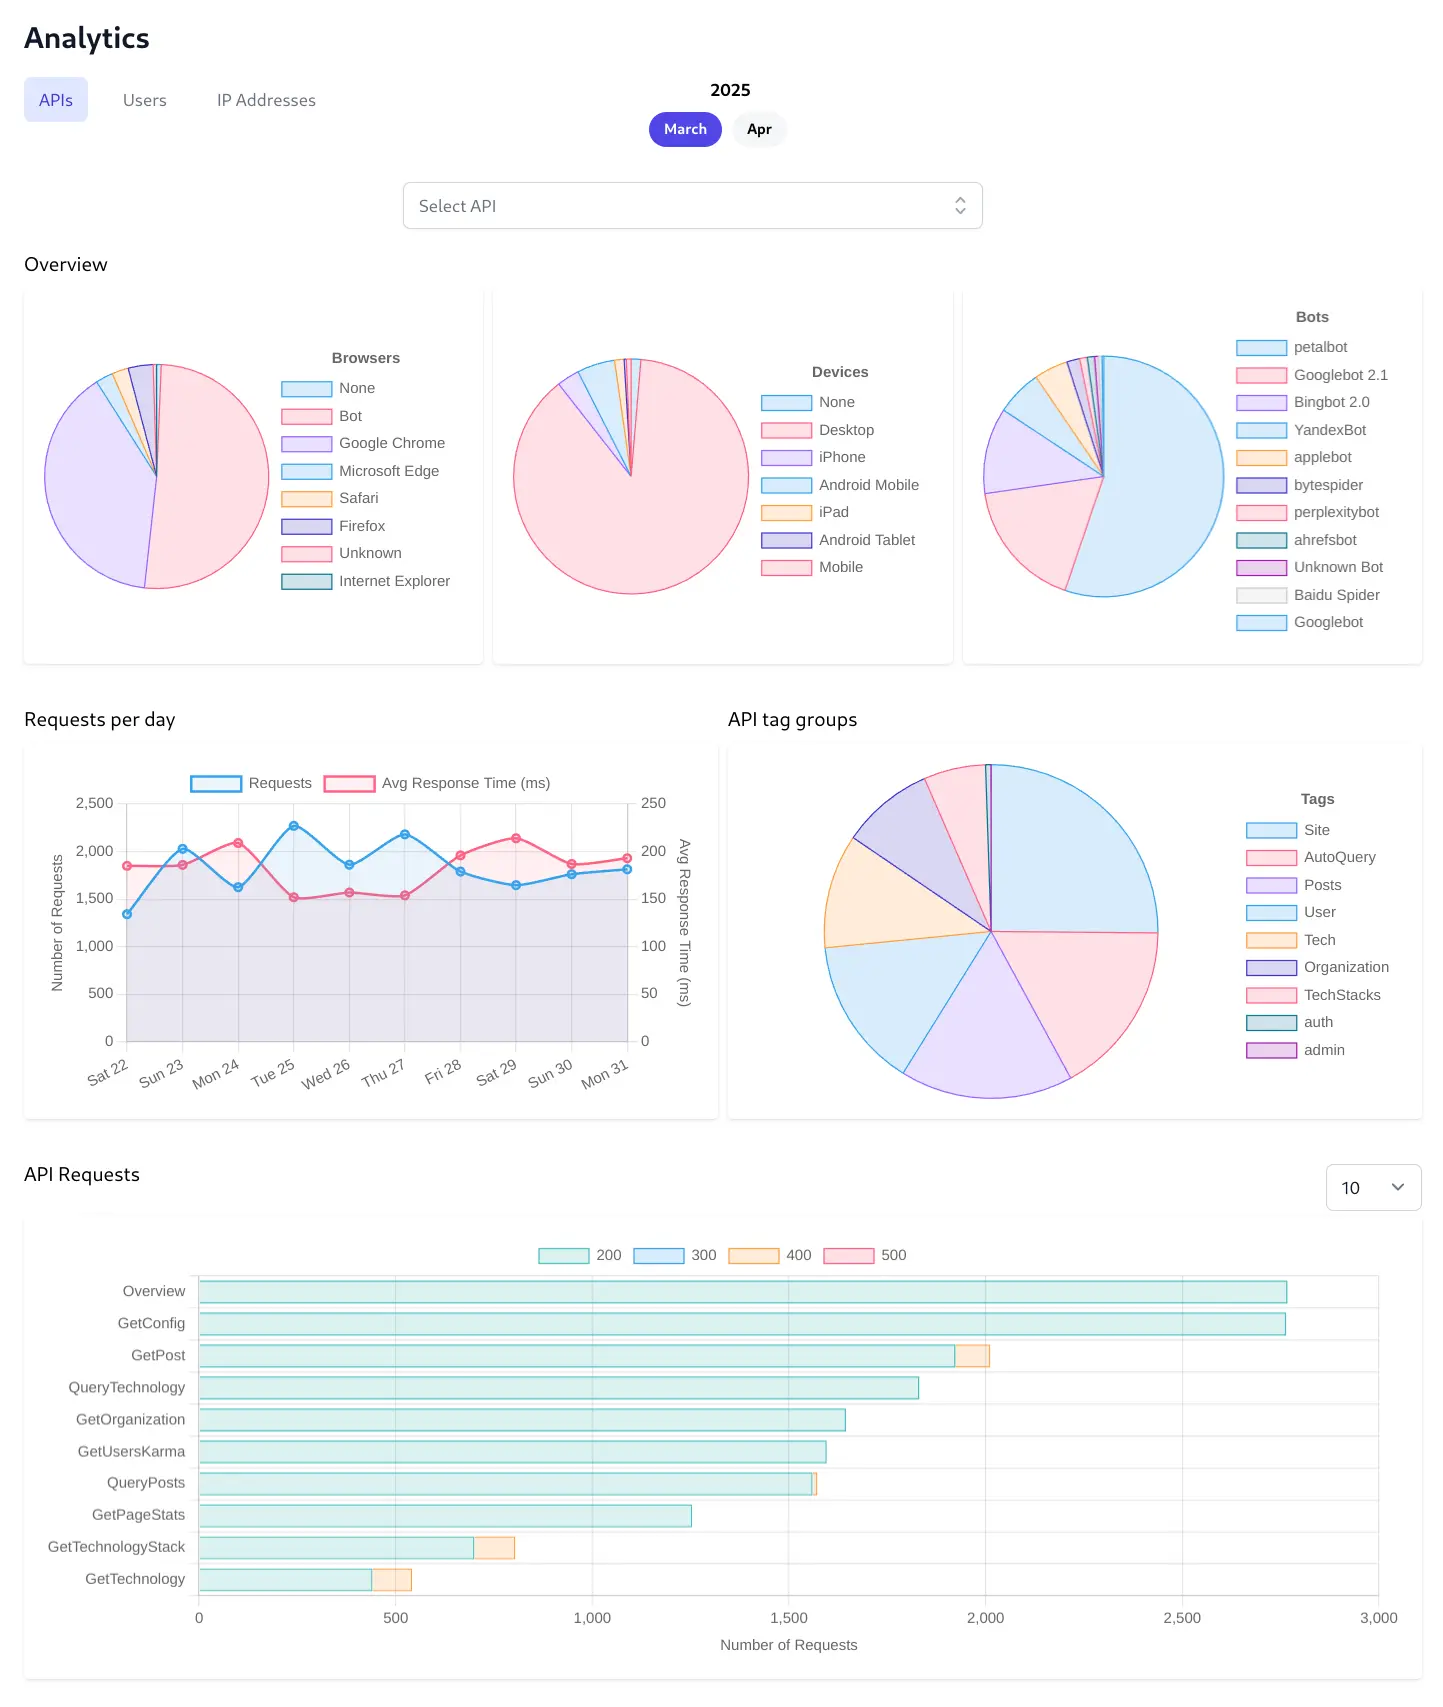 Analytics
APIs Users IP Addresses
2025
March Apr
Select API
Overview
Browsers
None
Bot
Google Chrome
Microsoft Edge
Safari
Firefox
Unknown
Internet Explorer
Devices
None
Desktop
iPhone
Android Mobile
iPad
Android Tablet
Mobile
Bots
petalbot
Googlebot 2.1
Bingbot 2.0
YandexBot
applebot
bytespider
perplexitybot
ahrefsbot
Unknown Bot
Baidu Spider
Googlebot
Requests per day
Requests Avg Response Time (ms)
Number of Requests
2,500
2,000
1,500
1,000
500
0
250
200
150
100
50
0
Avg Response Time (ms)
Sat 22 Sun 23 Mon 24 Tue 25 Wed 26 Thu 27 Fri 28 Sat 29 Sun 30 Mon 31
API tag groups
Tags
Site
AutoQuery
Posts
User
Tech
Organization
TechStacks
auth
admin
API Requests
10
200 300 400 500
Overview
GetConfig
GetPost
QueryTechnology
GetOrganization
GetUsersKarma
QueryPosts
GetPageStats
GetTechnologyStack
GetTechnology
0 500 1,000 1,500 2,000 2,500 3,000
Number of Requests